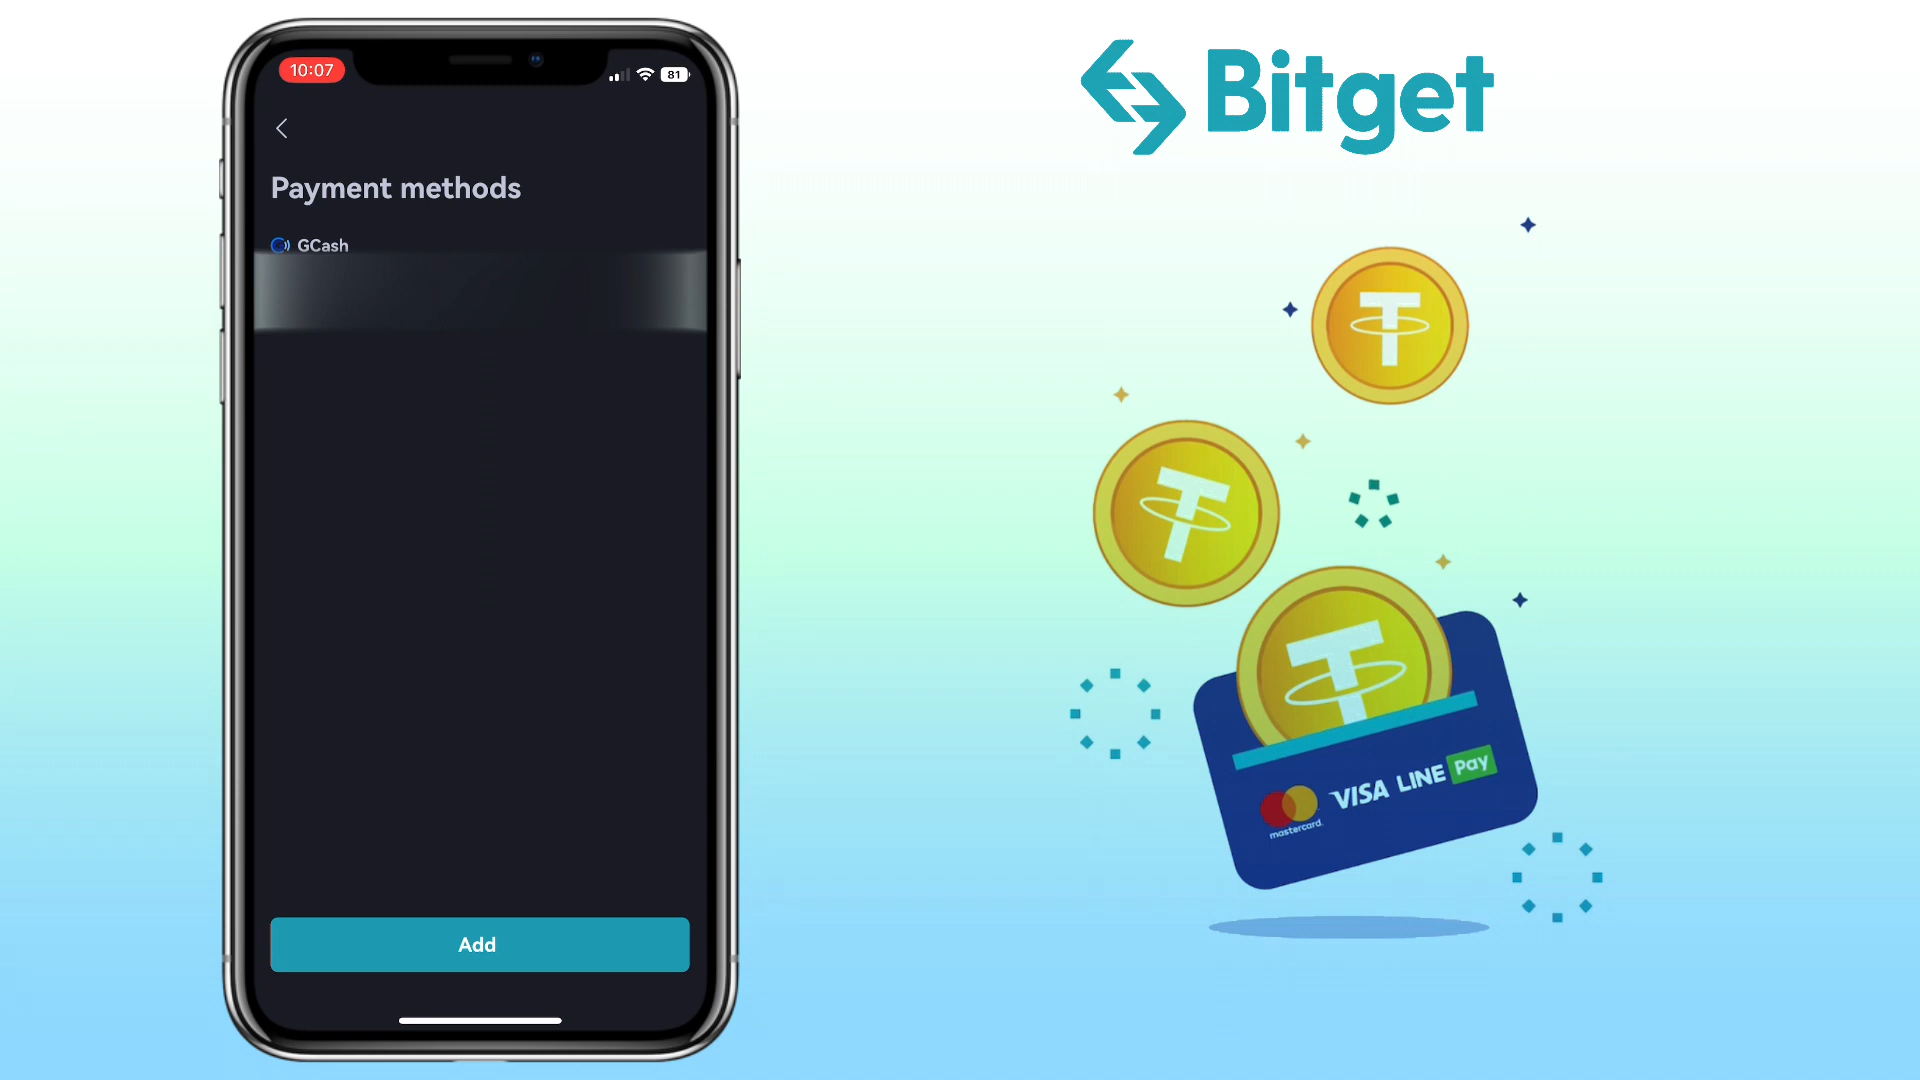 10:07
81
Payment methods
GCash
Add
Bitget
mastercard.
VISA
LINE Pay